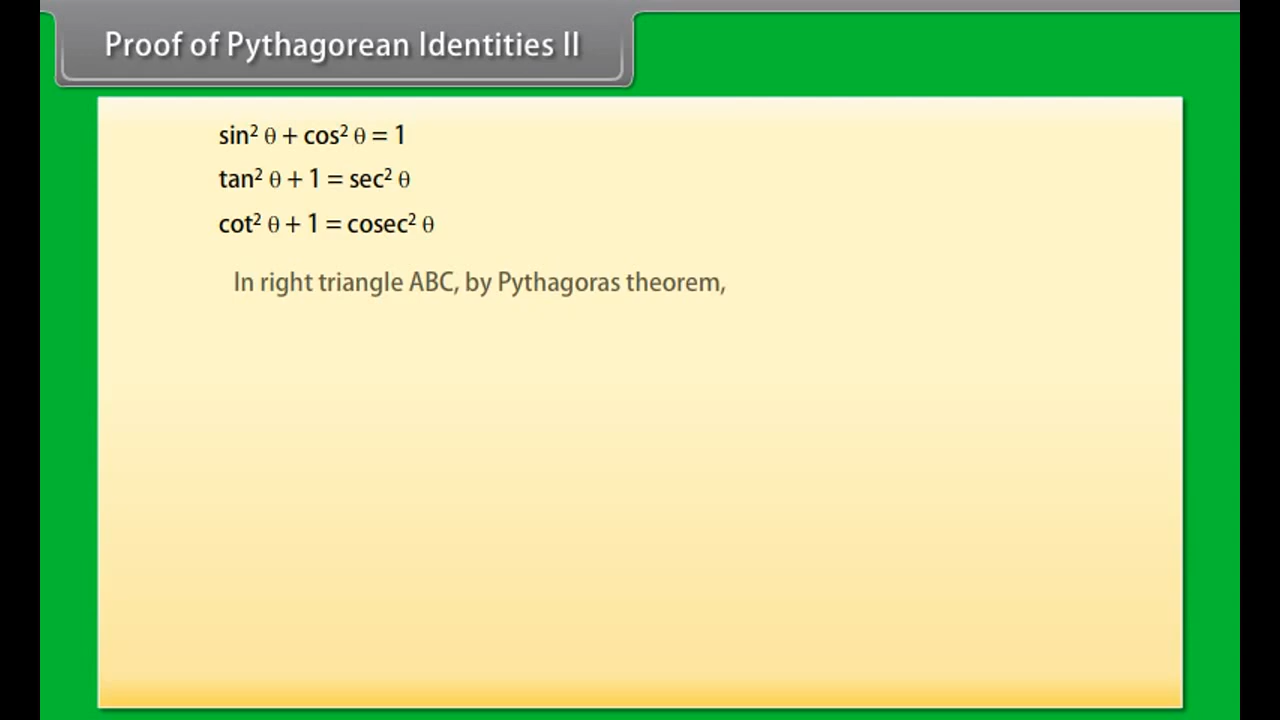 Proof of Pythagorean Identities II
sin² θ + cos² θ = 1
tan² θ + 1 = sec² θ
cot² θ + 1 = cosec² θ
In right triangle ABC, by Pythagoras theorem,